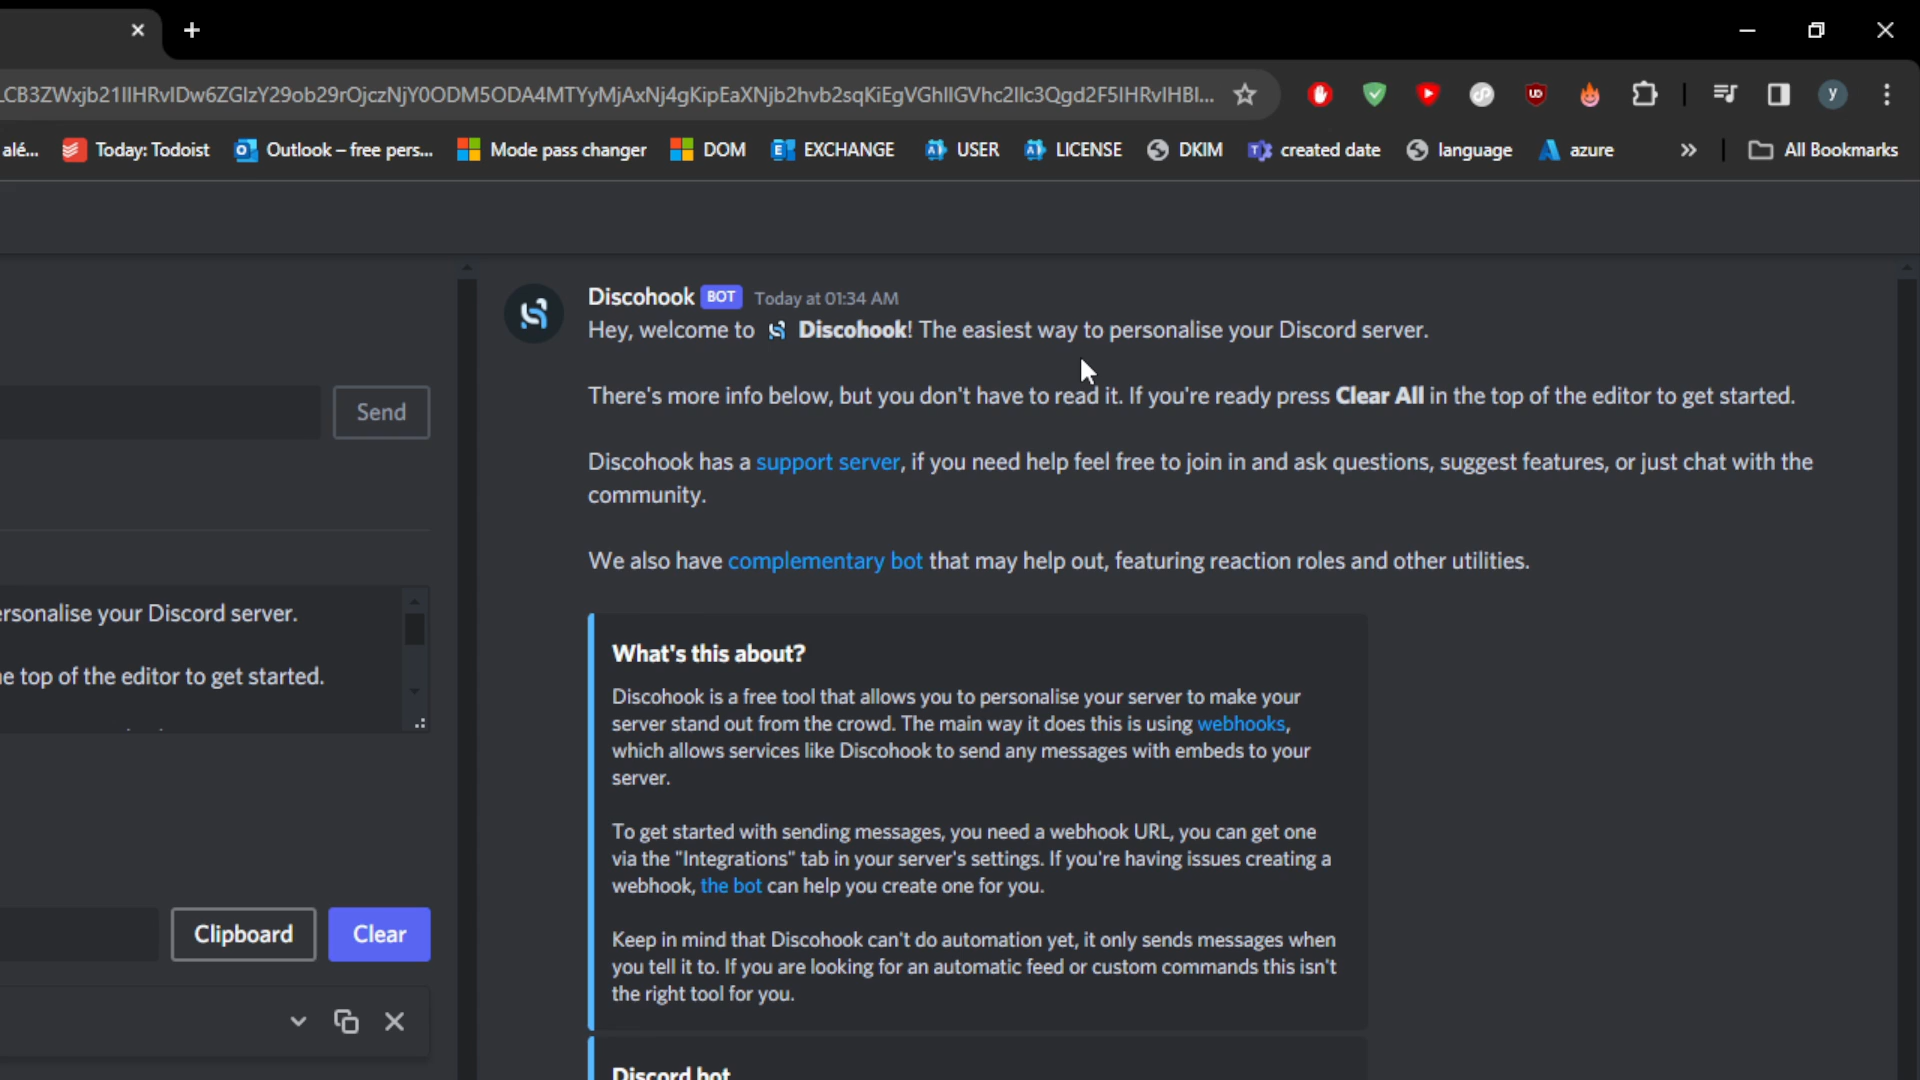 LCB3ZWxjb21lIHRvIDw6ZGlzY29ob29rOjczNjY0ODM5ODA4MTYyMjAxNj4gKipEaXNjb2hvb2sqKiEgVGhlIGVhc2llc3Qgd2F5IHRvIHBl...
alé...
Today: Todoist
Outlook – free pers...
Mode pass changer
DOM
EXCHANGE
USER
LICENSE
DKIM
created date
language
azure
All Bookmarks
Discohook BOT Today at 01:34 AM
Hey, welcome to Discohook! The easiest way to personalise your Discord server.
There's more info below, but you don't have to read it. If you're ready press Clear All in the top of the editor to get started.
Send
Discohook has a support server, if you need help feel free to join in and ask questions, suggest features, or just chat with the
community.
We also have complementary bot that may help out, featuring reaction roles and other utilities.
ersonalise your Discord server.
e top of the editor to get started.
What's this about?
Discohook is a free tool that allows you to personalise your server to make your
server stand out from the crowd. The main way it does this is using webhooks,
which allows services like Discohook to send any messages with embeds to your
server.
To get started with sending messages, you need a webhook URL, you can get one
via the "Integrations" tab in your server's settings. If you're having issues creating a
webhook, the bot can help you create one for you.
Clipboard
Clear
Keep in mind that Discohook can't do automation yet, it only sends messages when
you tell it to. If you are looking for an automatic feed or custom commands this isn't
the right tool for you.
Discord bot